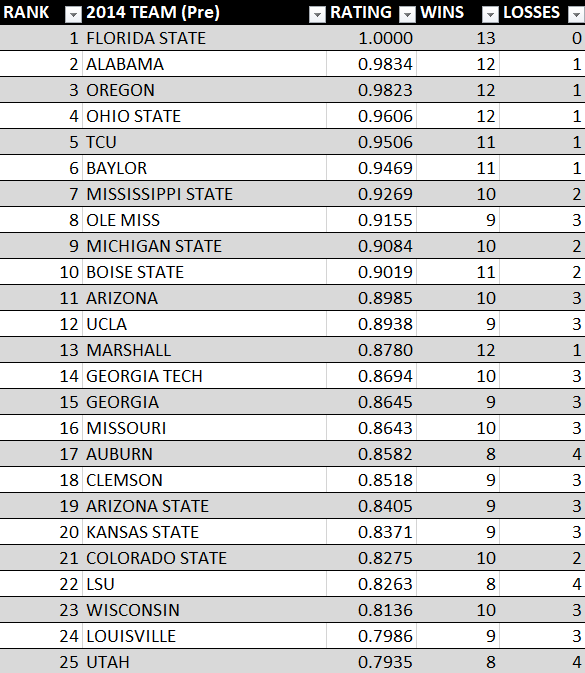 RANK 2014 TEAM (Pre) RATING WINS LOSSES
1 FLORIDA STATE 1.0000 13 0
2 ALABAMA 0.9834 12 1
3 OREGON 0.9823 12 1
4 OHIO STATE 0.9606 12 1
5 TCU 0.9506 11 1
6 BAYLOR 0.9469 11 1
7 MISSISSIPPI STATE 0.9269 10 2
8 OLE MISS 0.9155 9 3
9 MICHIGAN STATE 0.9084 10 2
10 BOISE STATE 0.9019 11 2
11 ARIZONA 0.8985 10 3
12 UCLA 0.8938 9 3
13 MARSHALL 0.8780 12 1
14 GEORGIA TECH 0.8694 10 3
15 GEORGIA 0.8645 9 3
16 MISSOURI 0.8643 10 3
17 AUBURN 0.8582 8 4
18 CLEMSON 0.8518 9 3
19 ARIZONA STATE 0.8405 9 3
20 KANSAS STATE 0.8371 9 3
21 COLORADO STATE 0.8275 10 2
22 LSU 0.8263 8 4
23 WISCONSIN 0.8136 10 3
24 LOUISVILLE 0.7986 9 3
25 UTAH 0.7935 8 4